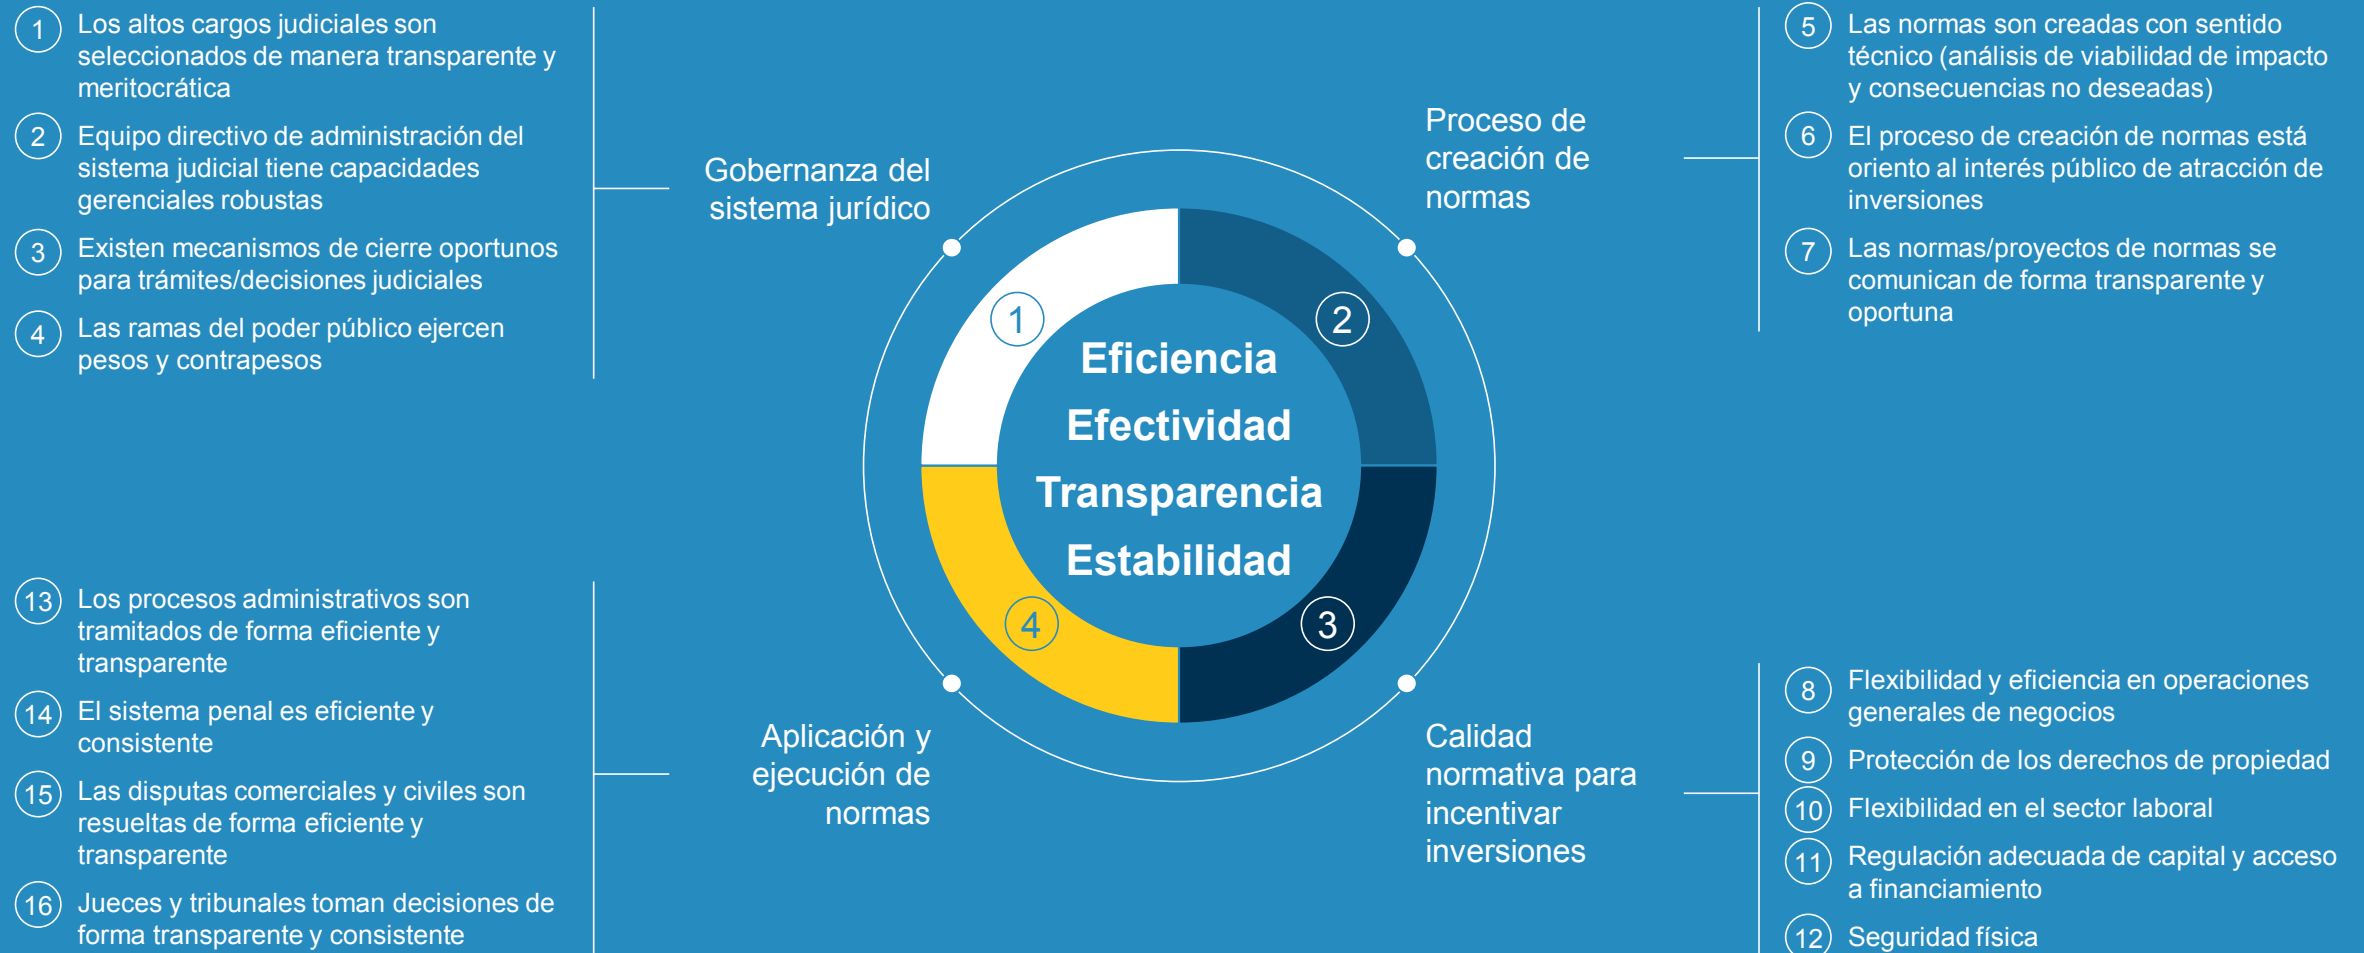 1
Los altos cargos judiciales son
seleccionados de manera transparente y
meritocrática
2
Equipo directivo de administración del
sistema judicial tiene capacidades
gerenciales robustas
3
Existen mecanismos de cierre oportunos
para trámites/decisiones judiciales
4
Las ramas del poder público ejercen
pesos y contrapesos
Gobernanza del
sistema jurídico
Proceso de
creación de
normas
5
Las normas son creadas con sentido
técnico (análisis de viabilidad de impacto
y consecuencias no deseadas)
6
El proceso de creación de normas está
oriento al interés público de atracción de
inversiones
7
Las normas/proyectos de normas se
comunican de forma transparente y
oportuna
1
2
Eficiencia
Efectividad
Transparencia
Estabilidad
4
3
13
Los procesos administrativos son
tramitados de forma eficiente y
transparente
14
El sistema penal es eficiente y
consistente
15
Las disputas comerciales y civiles son
resueltas de forma eficiente y
transparente
16
Jueces y tribunales toman decisiones de
forma transparente y consistente
Aplicación y
ejecución de
normas
Calidad
normativa para
incentivar
inversiones
8
Flexibilidad y eficiencia en operaciones
generales de negocios
9
Protección de los derechos de propiedad
10
Flexibilidad en el sector laboral
11
Regulación adecuada de capital y acceso
a financiamiento
12
Seguridad física